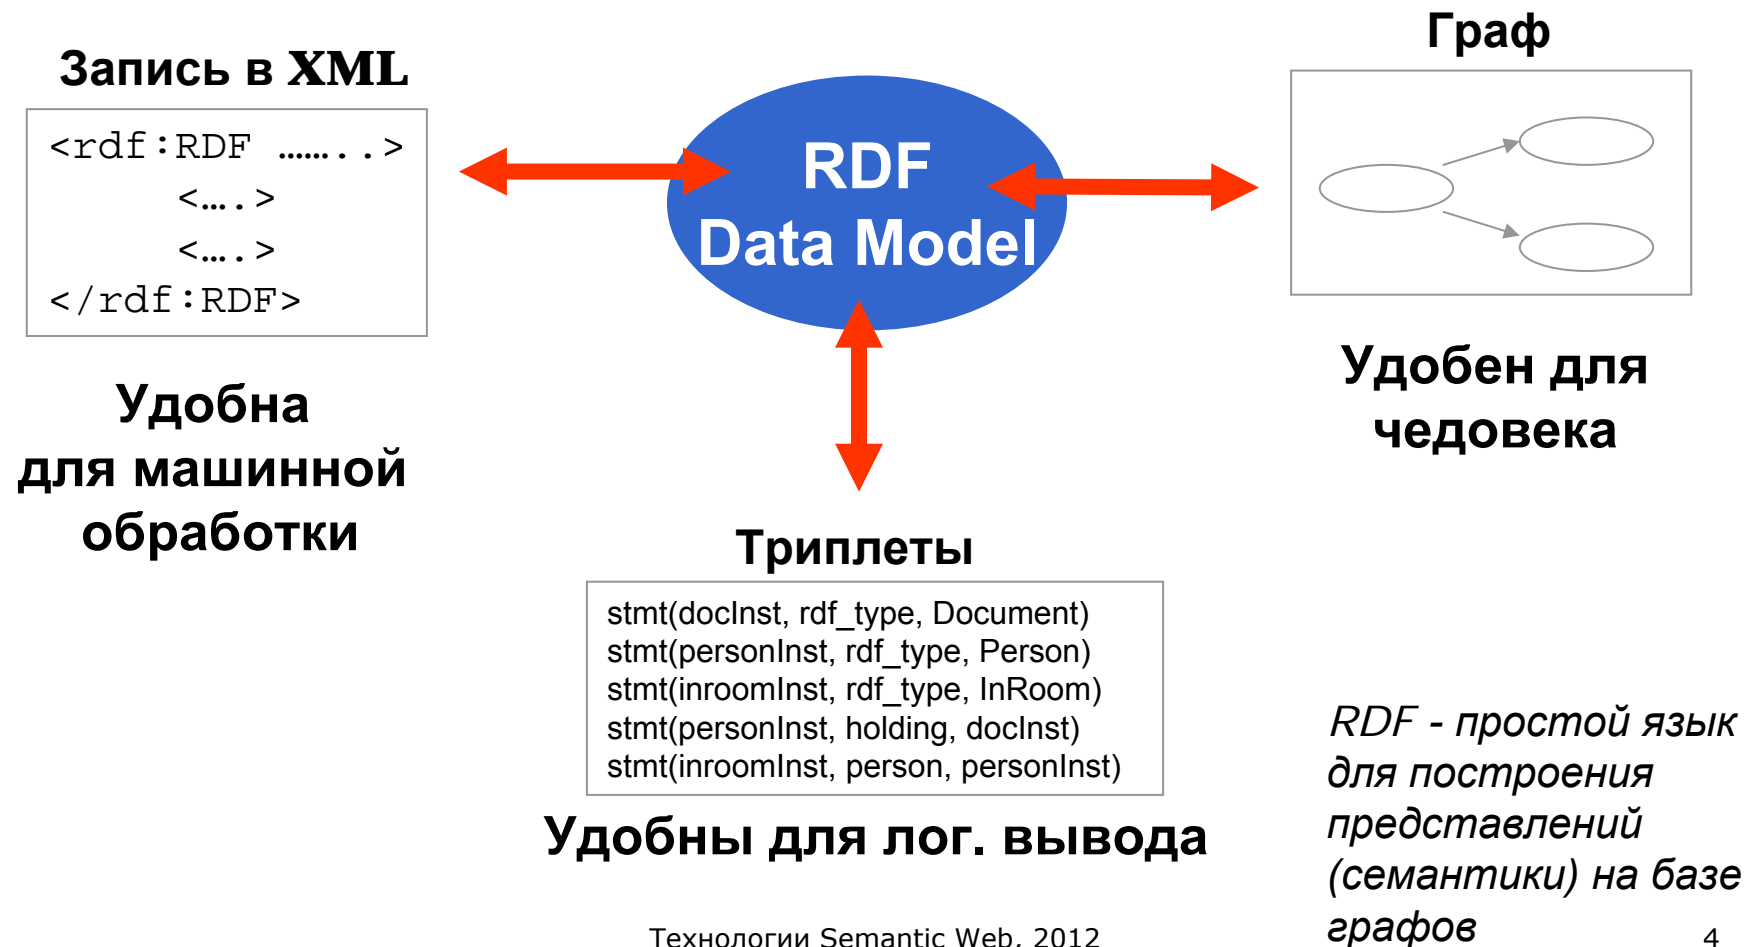 Запись в XML
<rdf:RDF ……..>
<….>
<….>
</rdf:RDF>
Удобна
для машинной
обработки
RDF
Data Model
Граф
Удобен для
чедовека
Триплеты
stmt(docInst, rdf_type, Document)
stmt(personInst, rdf_type, Person)
stmt(inroomInst, rdf_type, InRoom)
stmt(personInst, holding, docInst)
stmt(inroomInst, person, personInst)
Удобны для лог. вывода
RDF - простой язык
для построения
представлений
(семантики) на базе
графов
Технологии Semantic Web, 2012
4